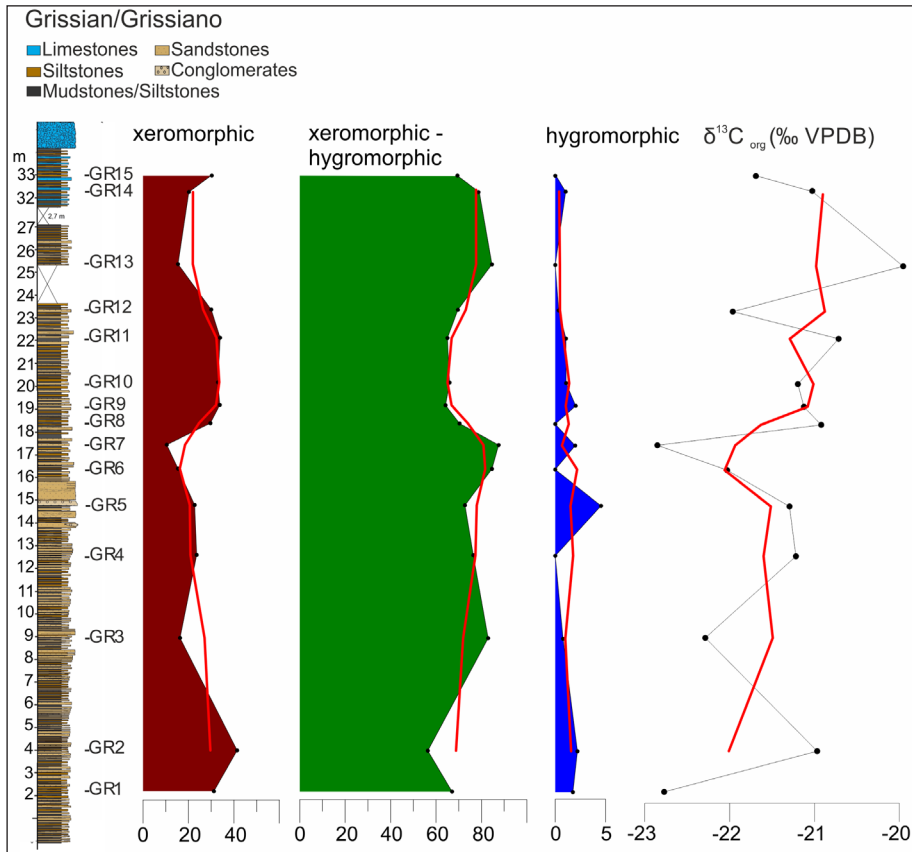 Grissian/Grissiano
Limestones Sandstones
Siltstones Conglomerates
Mudstones/Siltstones
xeromorphic
xeromorphic -
hygromorphic
hygromorphic
δ13C org (‰ VPDB)
m
33
32
2.7 m
27
26
25
24
23
22
21
20
19
18
17
16
15
14
13
12
11
10
9
8
7
6
5
4
3
2
-GR15
-GR14
-GR13
-GR12
-GR11
-GR10
-GR9
-GR8
-GR7
-GR6
-GR5
-GR4
-GR3
-GR2
-GR1
0 20 40
0 20 40 60 80
0 5
-23 -22 -21 -20